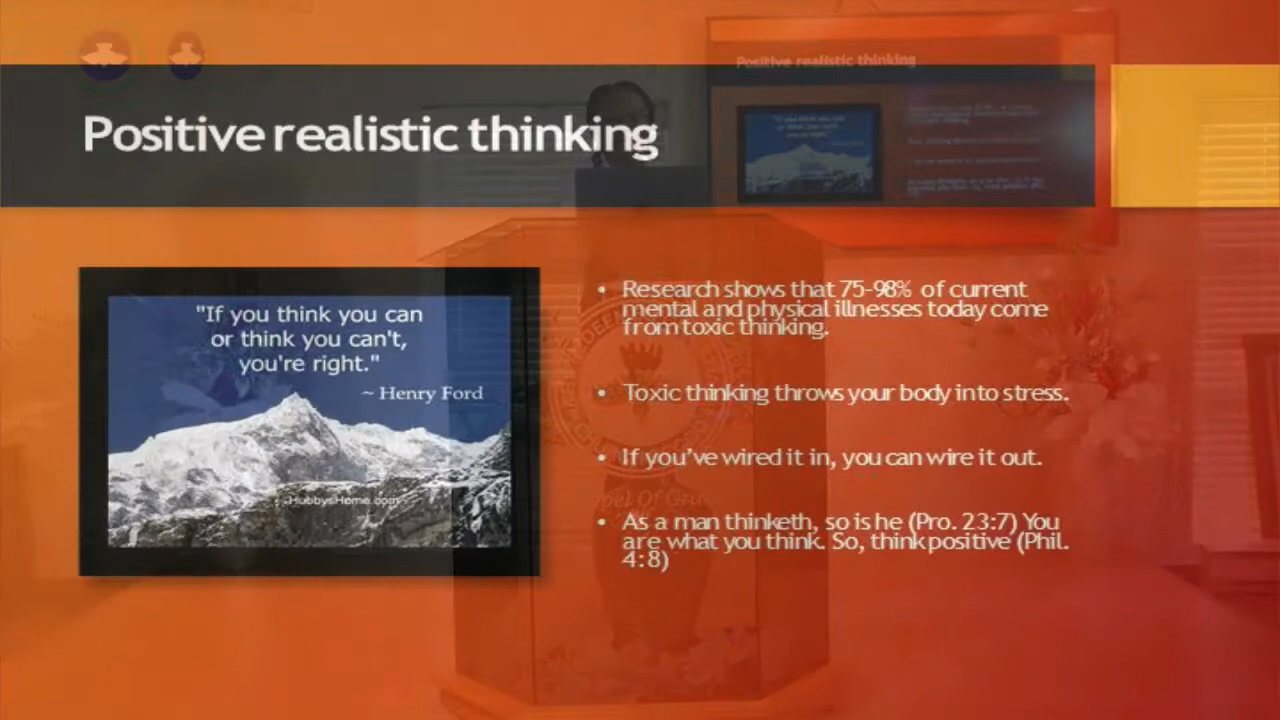 Positive realistic thinking
Positive realistic thinking
"If you think you can
or think you can't,
you're right."
~ Henry Ford
HubbysHome.com
• Research shows that 75-98% of current
mental and physical illnesses today come
from toxic thinking.
• Toxic thinking throws your body into stress.
• If you've wired it in, you can wire it out.
• As a man thinketh, so is he (Pro. 23:7) You
are what you think. So, think positive (Phil.
4:8)